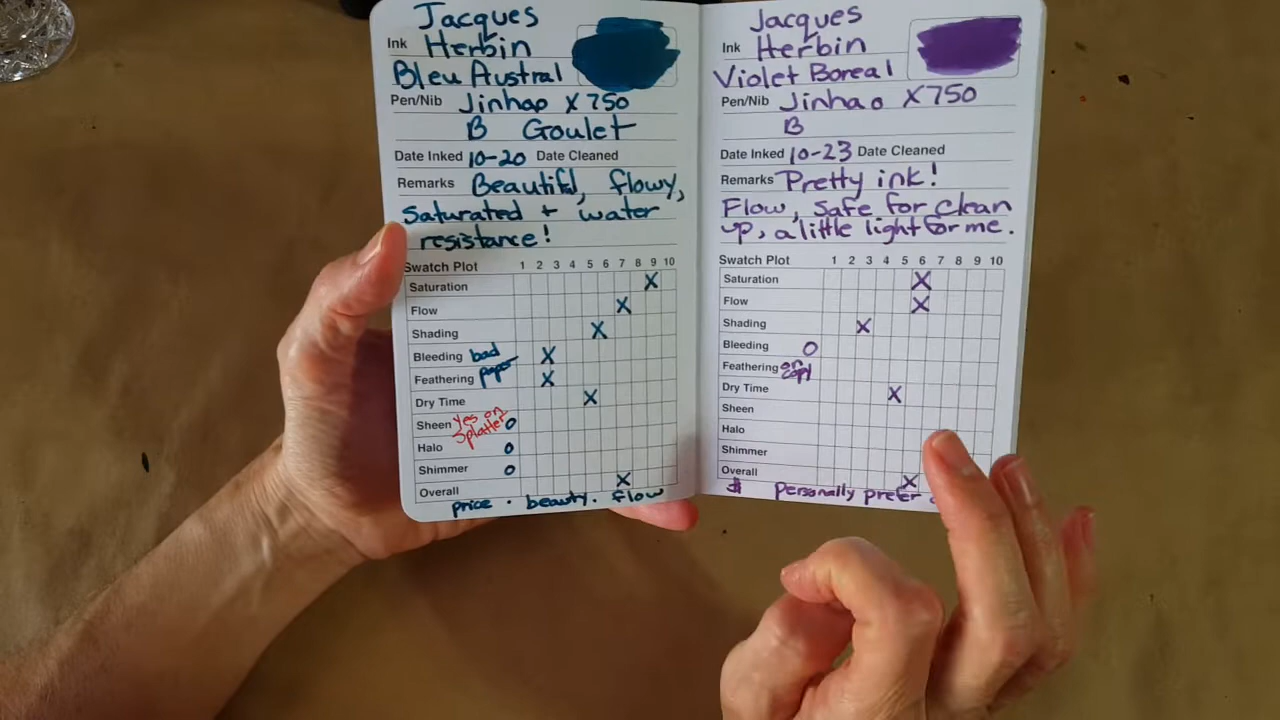 Jacques
Ink Herbin
Bleu Austral
Pen/Nib Jinhao X750
B Goulet
Date Inked 10-20 Date Cleaned
Remarks Beautiful, flowy,
saturated + water
resistance!
Swatch Plot 1 2 3 4 5 6 7 8 9 10
Saturation X
Flow X
Shading X
Bleeding bad X
Feathering paper X
Dry Time X
Sheen yes on splatter O
Halo O
Shimmer O
Overall X
price · beauty. flow
Jacques
Ink Herbin
Violet Boreal
Pen/Nib Jinhao X750
B
Date Inked 10-23 Date Cleaned
Remarks Pretty ink!
Flow, safe for clean
up, a little light for me.
Swatch Plot 1 2 3 4 5 6 7 8 9 10
Saturation X
Flow X
Shading X
Bleeding O
Feathering on copy
Dry Time X
Sheen
Halo
Shimmer
Overall X
$ Personally prefer